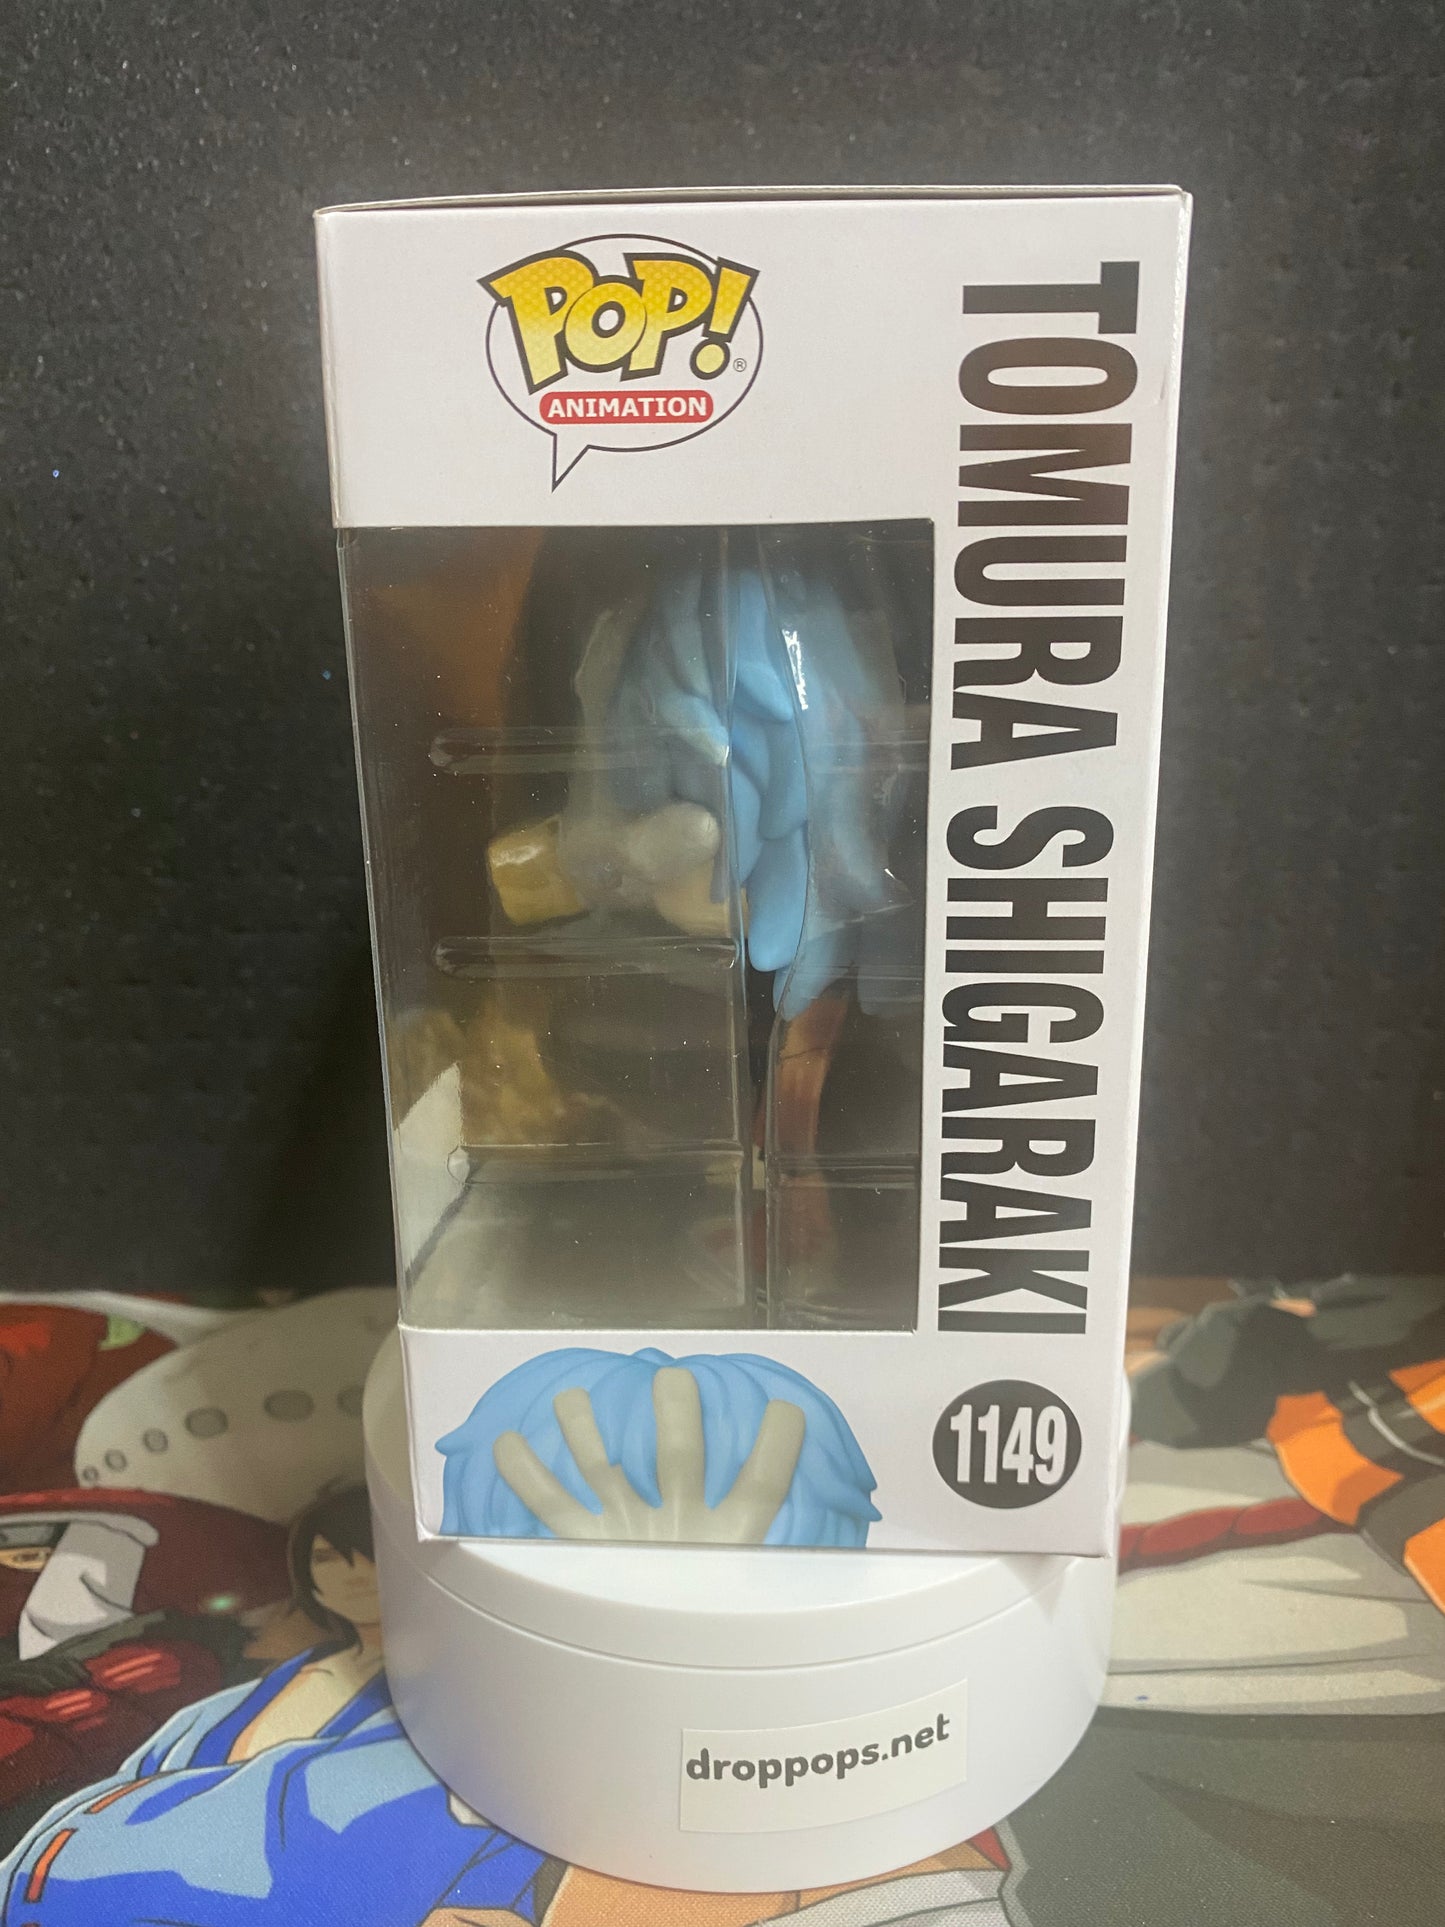 POP!
®
ANIMATION
TOMURA SHIGARAKI
1149
droppops.net